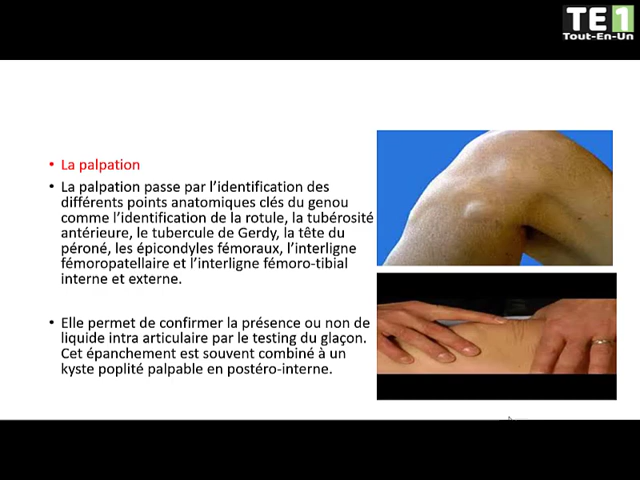 TE1
Tout-En-Un
• La palpation
• La palpation passe par l’identification des
différents points anatomiques clés du genou
comme l’identification de la rotule, la tubérosité
antérieure, le tubercule de Gerdy, la tête du
péroné, les épicondyles fémoraux, l’interligne
fémoropatellaire et l’interligne fémoro-tibial
interne et externe.
• Elle permet de confirmer la présence ou non de
liquide intra articulaire par le testing du glaçon.
Cet épanchement est souvent combiné à un
kyste poplité palpable en postéro-interne.